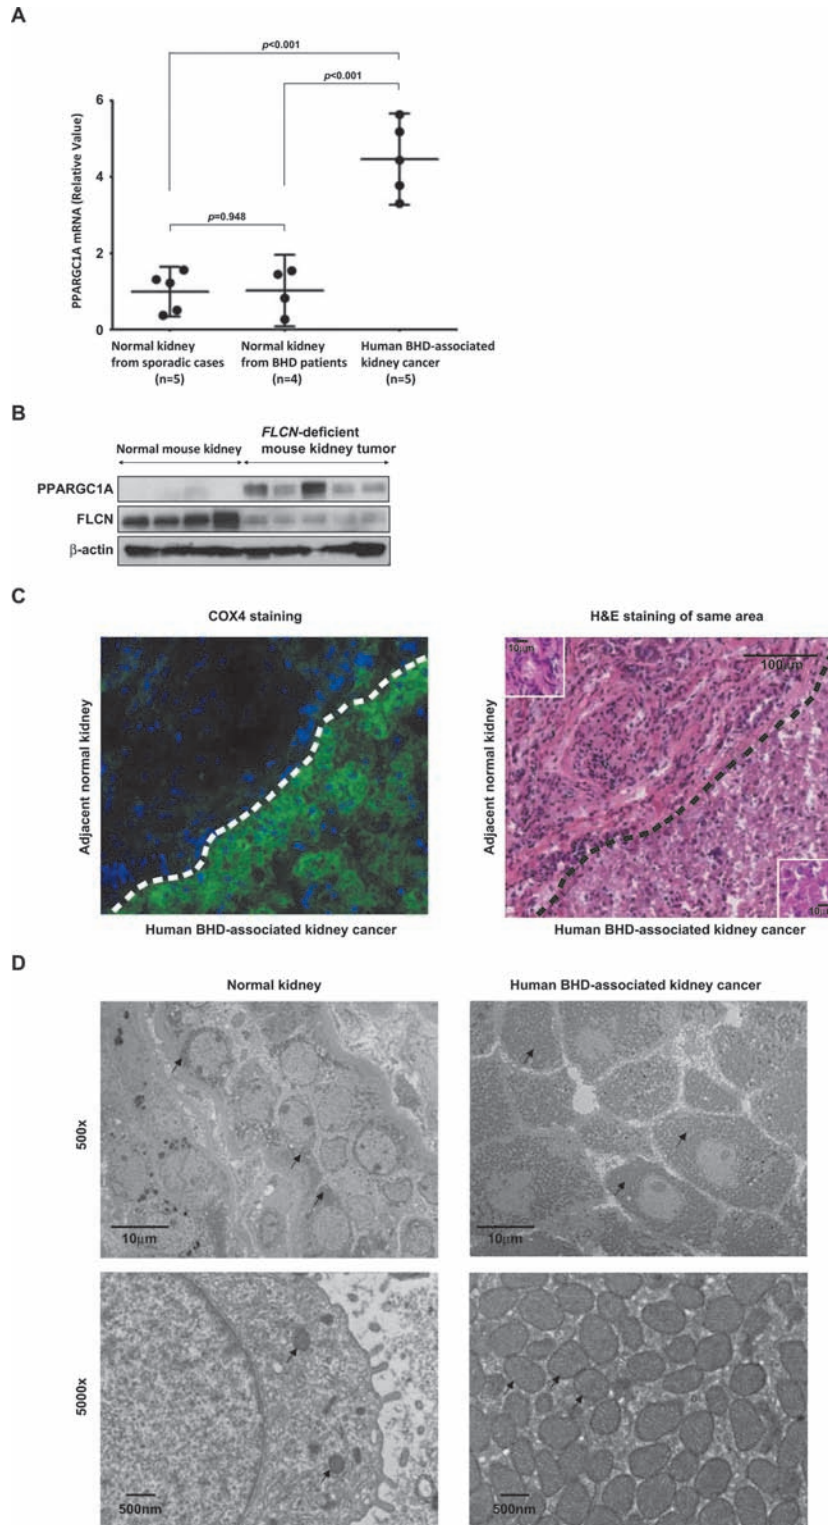 A
p<0.001
p<0.001
p=0.948
PPARGC1A mRNA (Relative Value)
6
4
2
0
Normal kidney
from sporadic cases
(n=5)
Normal kidney
from BHD patients
(n=4)
Human BHD-associated
kidney cancer
(n=5)
B
Normal mouse kidney
FLCN-deficient
mouse kidney tumor
PPARGC1A
FLCN
β-actin
C
COX4 staining
H&E staining of same area
Adjacent normal kidney
Adjacent normal kidney
10μm
100μm
10μm
Human BHD-associated kidney cancer
Human BHD-associated kidney cancer
D
Normal kidney
Human BHD-associated kidney cancer
500x
10μm
10μm
5000x
500nm
500nm